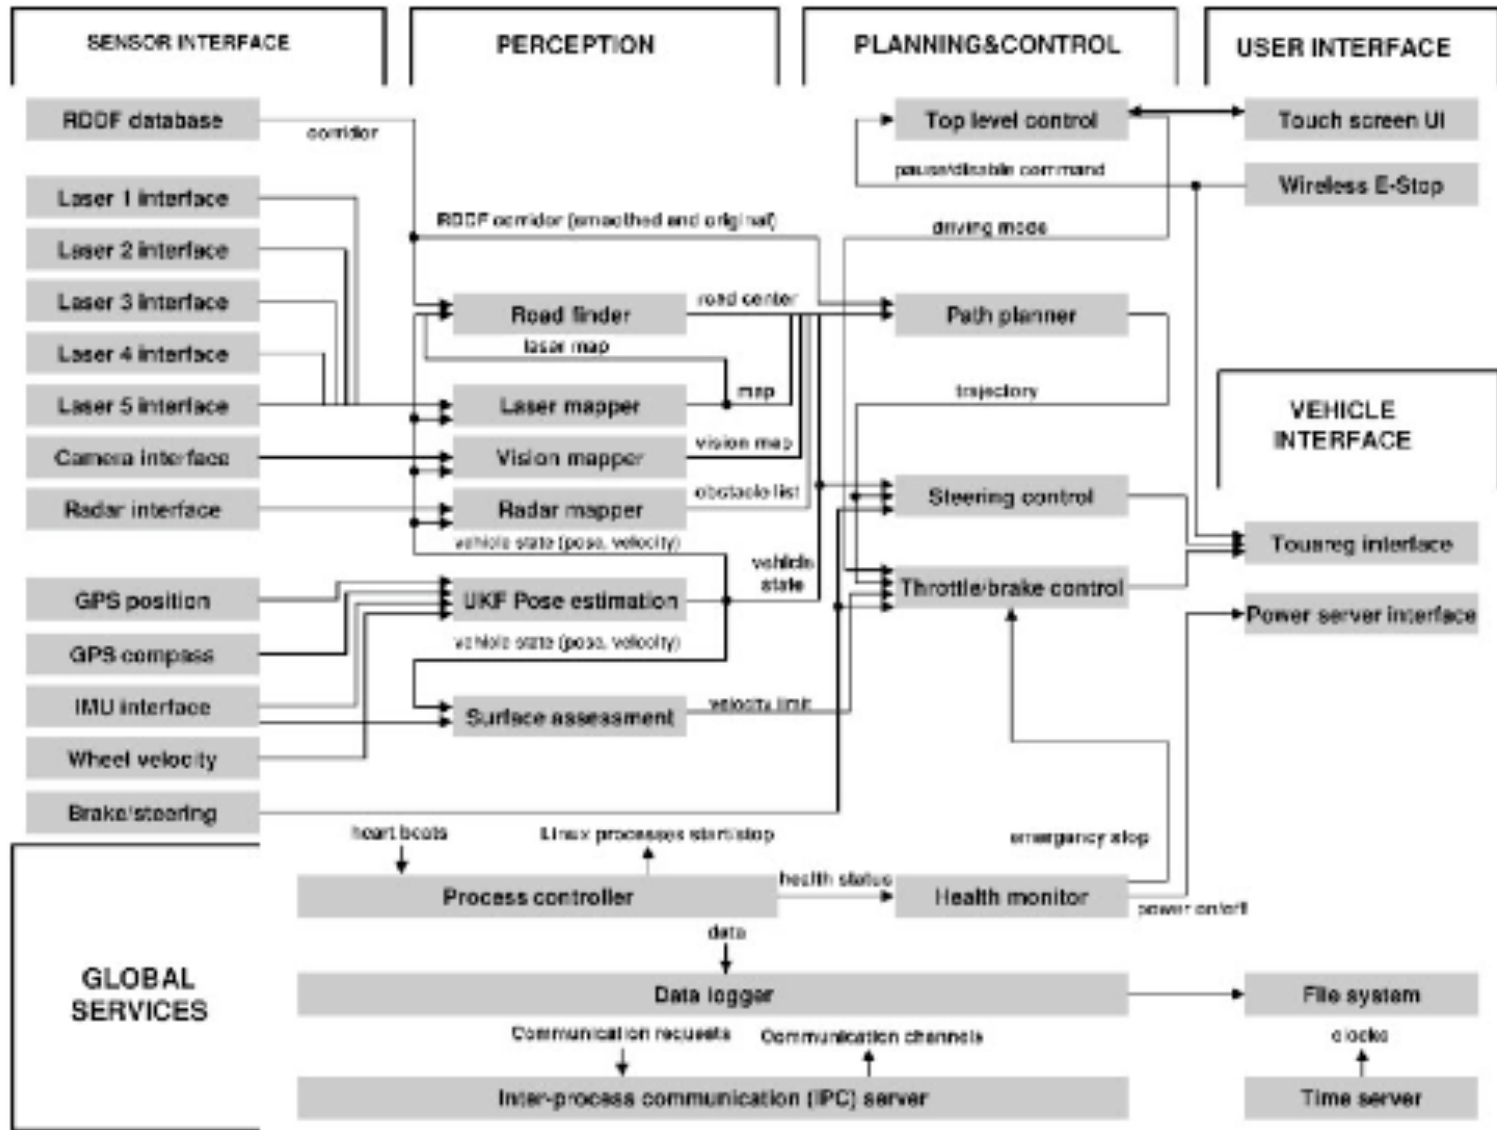 SENSOR INTERFACE
PERCEPTION
PLANNING&CONTROL
USER INTERFACE
RDDF database
corridor
Top level control
Touch screen UI
pause/disable command
Wireless E-Stop
Laser 1 interface
RDDF corridor (smoothed and original)
driving mode
Laser 2 interface
Laser 3 interface
Road finder
road center
Path planner
laser map
Laser 4 interface
Laser 5 interface
Laser mapper
map
trajectory
VEHICLE
INTERFACE
Camera interface
Vision mapper
vision map
Radar interface
Radar mapper
obstacle list
Steering control
vehicle state (pose, velocity)
vehicle
state
Touareg interface
GPS position
UKF Pose estimation
Throttle/brake control
Power server interface
vehicle state (pose, velocity)
GPS compass
IMU interface
Surface assessment
velocity limit
Wheel velocity
Brake/steering
heart beats
Linux processes start/stop
emergency stop
Process controller
health status
Health monitor
power on/off
data
GLOBAL
SERVICES
Data logger
File system
Communication requests
Communication channels
clocks
Inter-process communication (IPC) server
Time server